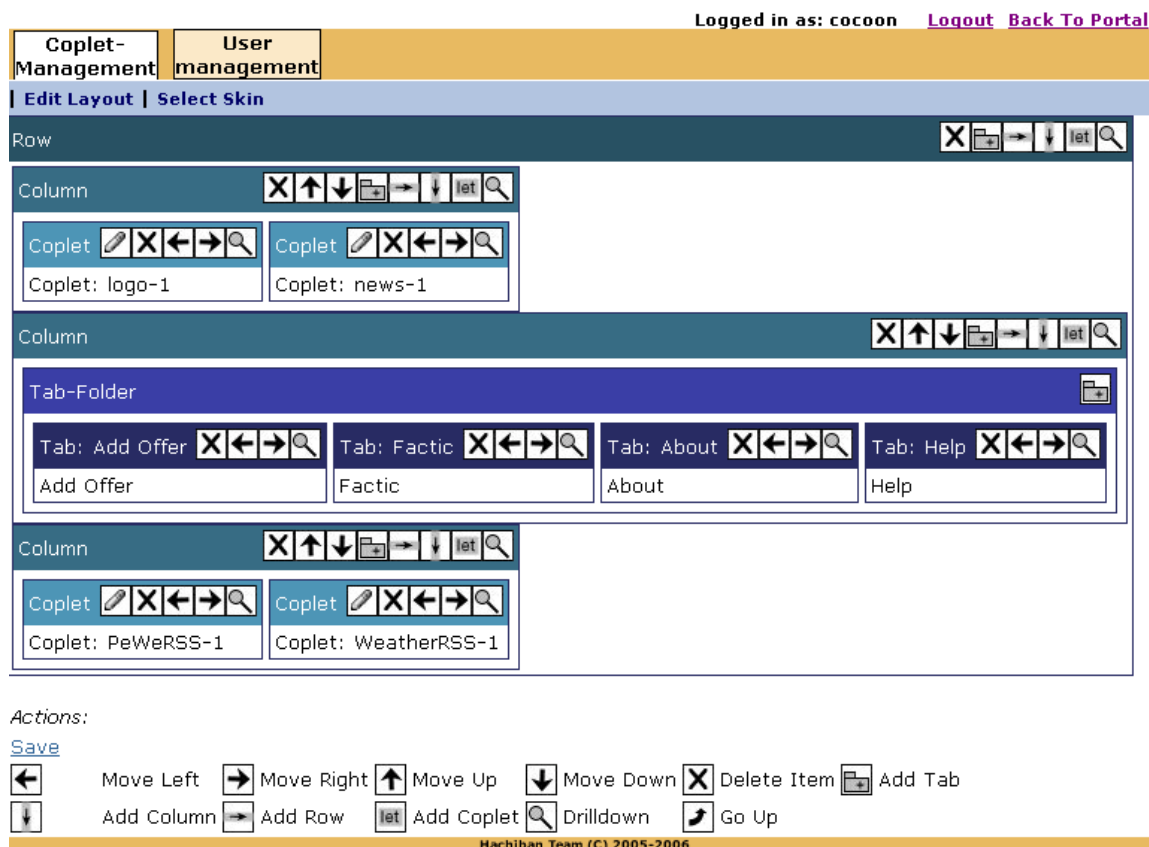 Logged in as: cocoon Logout Back To Portal
Coplet-Management User management
Edit Layout Select Skin
Row let
Column let
Coplet Coplet
Coplet: logo-1 Coplet: news-1
Column let
Tab-Folder
Tab: Add Offer Tab: Factic Tab: About Tab: Help
Add Offer Factic About Help
Column let
Coplet Coplet
Coplet: PeWeRSS-1 Coplet: WeatherRSS-1
Actions:
Save
Move Left Move Right Move Up Move Down Delete Item Add Tab
Add Column Add Row let Add Coplet Drilldown Go Up
Hachihan Team (C) 2005-2006